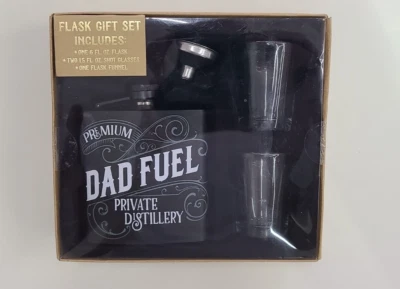 FLASK GIFT SET
INCLUDES:
• ONE 6 FL OZ FLASK
• TWO 1.5 FL OZ SHOT GLASSES
• ONE FLASK FUNNEL
PREMIUM
DAD FUEL
PRIVATE
DISTILLERY